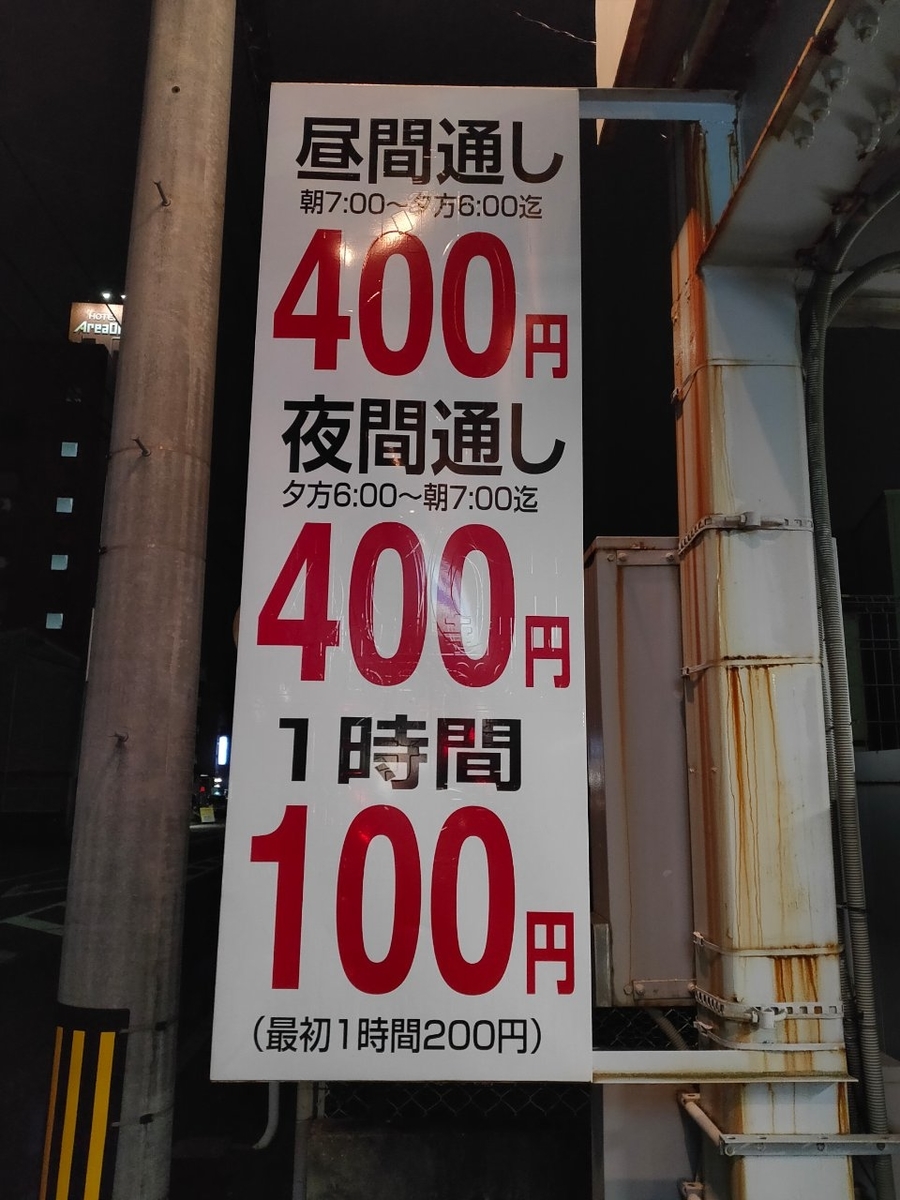 昼間通し
朝7:00〜夕方6:00迄
400円
夜間通し
夕方6:00〜朝7:00迄
400円
1時間
100円
（最初1時間200円）
HOTEL